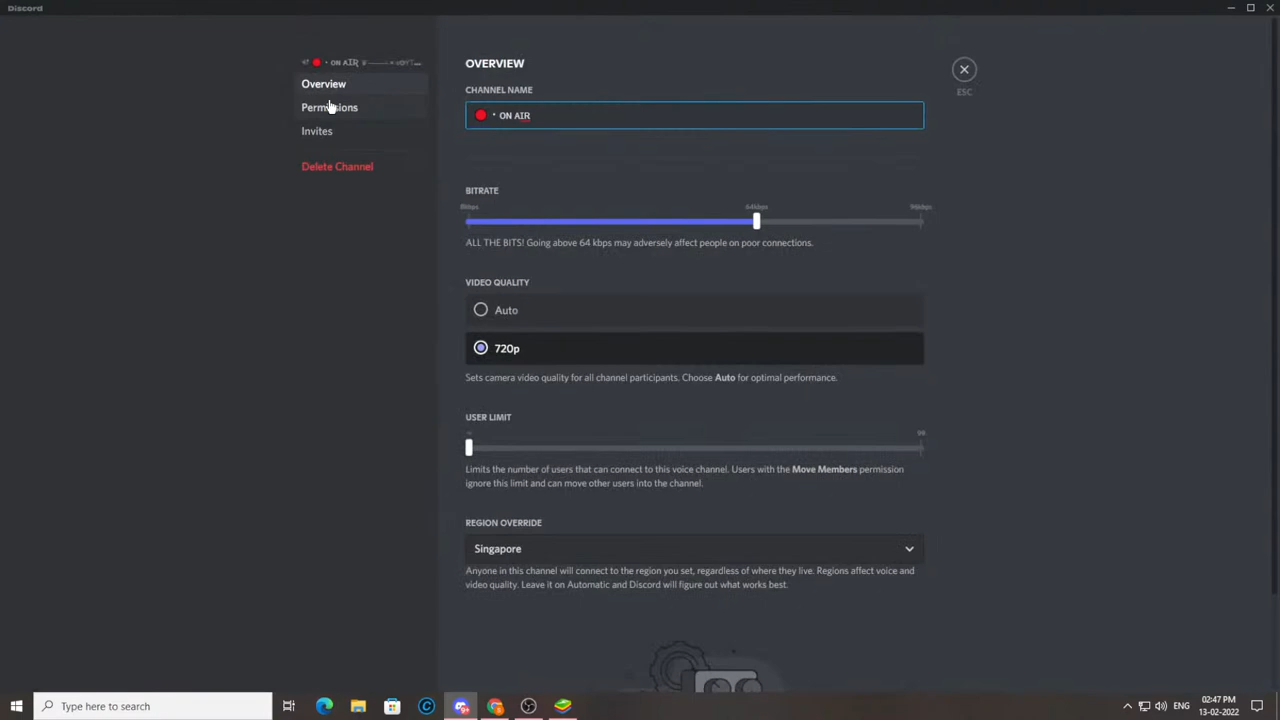 Discord
• ON AIR
Overview
Permissions
Invites
Delete Channel
OVERVIEW
ESC
CHANNEL NAME
• ON AIR
BITRATE
8kbps 64kbps 96kbps
ALL THE BITS! Going above 64 kbps may adversely affect people on poor connections.
VIDEO QUALITY
Auto
720p
Sets camera video quality for all channel participants. Choose Auto for optimal performance.
USER LIMIT
Limits the number of users that can connect to this voice channel. Users with the Move Members permission
ignore this limit and can move other users into the channel.
REGION OVERRIDE
Singapore
Anyone in this channel will connect to the region you set, regardless of where they live. Regions affect voice and
video quality. Leave it on Automatic and Discord will figure out what works best.
Type here to search
ENG
02:47 PM
13-02-2022